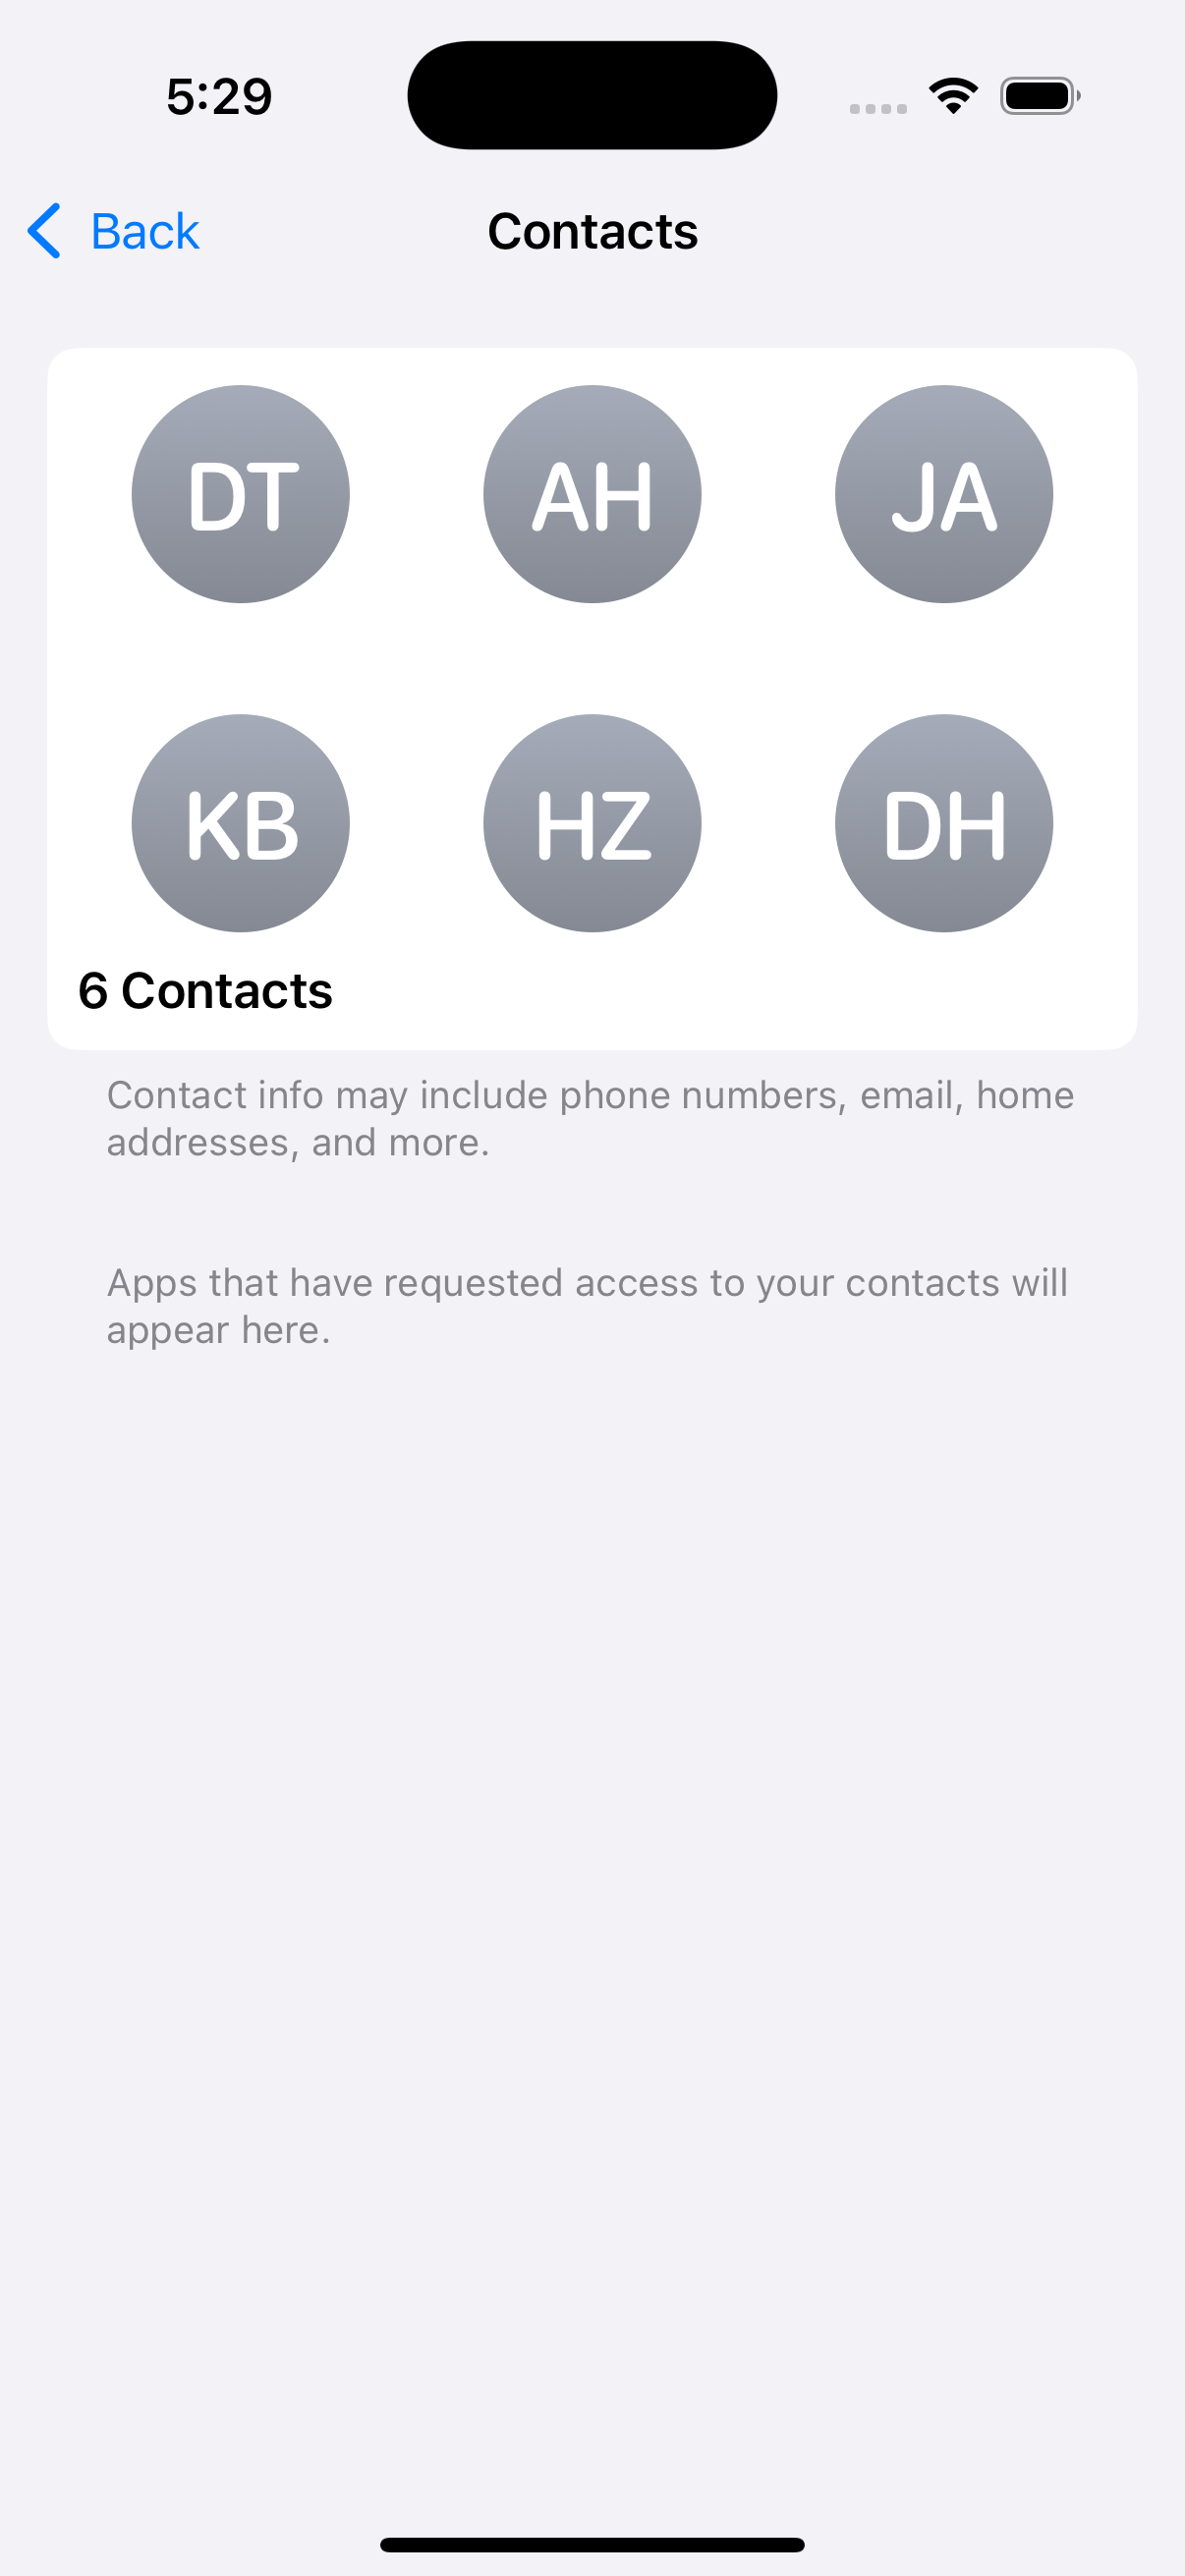 5:29
Back
Contacts
DT
AH
JA
KB
HZ
DH
6 Contacts
Contact info may include phone numbers, email, home
addresses, and more.
Apps that have requested access to your contacts will
appear here.